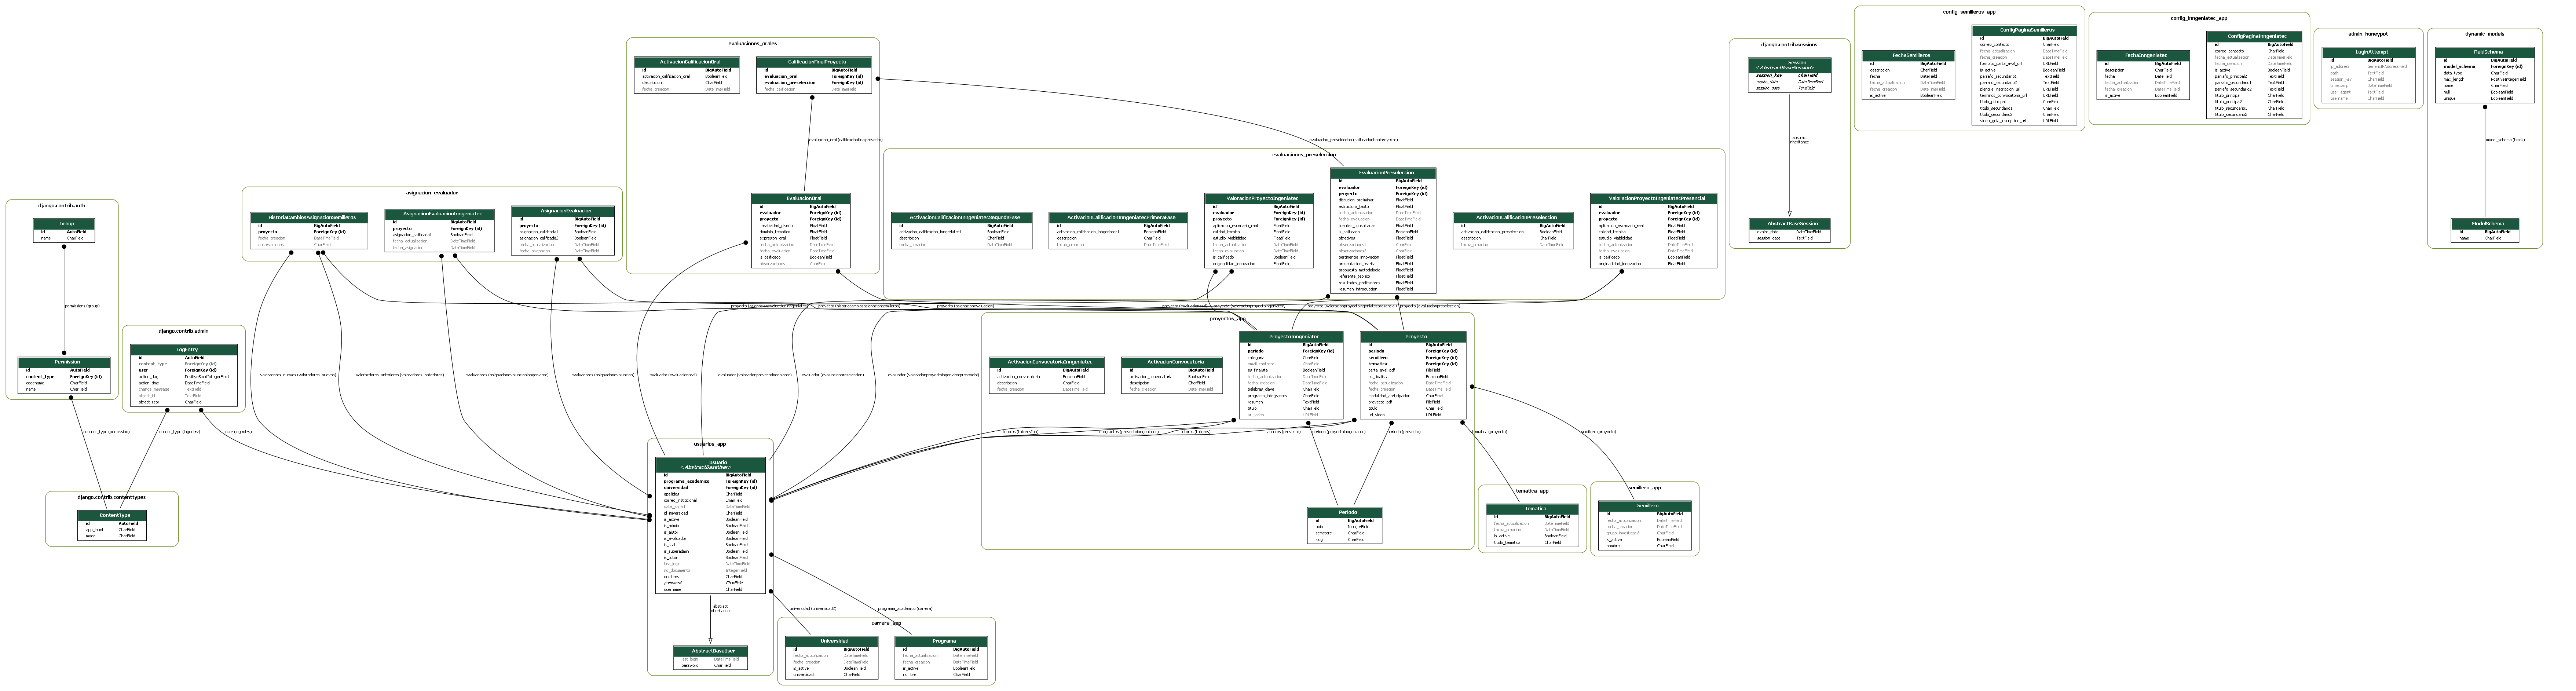 django.contrib.auth
Group
id AutoField
name CharField
permissions (group)
Permission
id AutoField
content_type ForeignKey (id)
codename CharField
name CharField
content_type (permission)
django.contrib.admin
LogEntry
id AutoField
content_type ForeignKey (id)
user ForeignKey (id)
action_flag PositiveSmallIntegerField
action_time DateTimeField
change_message TextField
object_id TextField
object_repr CharField
content_type (logentry)
user (logentry)
django.contrib.contenttypes
ContentType
id AutoField
app_label CharField
model CharField
asignacion_evaluador
HistoriaCambiosAsignacionSemilleros
id BigAutoField
proyecto ForeignKey (id)
fecha_creacion DateTimeField
observaciones CharField
AsignacionEvaluacionInngeniatec
id BigAutoField
proyecto ForeignKey (id)
asignacion_calificada1 BooleanField
fecha_actualizacion DateTimeField
fecha_asignacion DateTimeField
AsignacionEvaluacion
id BigAutoField
proyecto ForeignKey (id)
asignacion_calificada1 BooleanField
asignacion_calificada2 BooleanField
fecha_actualizacion DateTimeField
fecha_asignacion DateTimeField
valoradores_nuevos (valoradores_nuevos)
valoradores_anteriores (valoradores_anteriores)
evaluadores (asignacionevaluacioninngeniatec)
evaluadores (asignacionevaluacion)
evaluaciones_orales
ActivacionCalificacionOral
id BigAutoField
activacion_calificacion_oral BooleanField
descripcion CharField
fecha_creacion DateTimeField
CalificacionFinalProyecto
id BigAutoField
evaluacion_oral ForeignKey (id)
evaluacion_preseleccion ForeignKey (id)
fecha_calificacion DateTimeField
evaluacion_oral (calificacionfinalproyecto)
evaluacion_preseleccion (calificacionfinalproyecto)
EvaluacionOral
id BigAutoField
evaluador ForeignKey (id)
proyecto ForeignKey (id)
creatividad_diseño FloatField
dominio_tematico FloatField
expresion_oral FloatField
fecha_actualizacion DateTimeField
fecha_evaluacion DateTimeField
is_calificado BooleanField
observaciones CharField
evaluaciones_preseleccion
ActivacionCalificacionInngeniatecSegundaFase
id BigAutoField
activacion_calificacion_inngeniatec2 BooleanField
descripcion CharField
fecha_creacion DateTimeField
ActivacionCalificacionInngeniatecPrimeraFase
id BigAutoField
activacion_calificacion_inngeniatec1 BooleanField
descripcion CharField
fecha_creacion DateTimeField
ValoracionProyectoIngeniatec
id BigAutoField
evaluador ForeignKey (id)
proyecto ForeignKey (id)
aplicacion_escenario_real FloatField
calidad_tecnica FloatField
estudio_viabilidad FloatField
fecha_actualizacion DateTimeField
fecha_evaluacion DateTimeField
is_calificado BooleanField
originalidad_innovacion FloatField
EvaluacionPreseleccion
id BigAutoField
evaluador ForeignKey (id)
proyecto ForeignKey (id)
discucion_preliminar FloatField
estructura_texto FloatField
fecha_actualizacion DateTimeField
fecha_evaluacion DateTimeField
fuentes_consultadas FloatField
is_calificado BooleanField
objetivos FloatField
observaciones1 CharField
observaciones2 CharField
pertinencia_innovacion FloatField
presentacion_escrita FloatField
propuesta_metodologia FloatField
referente_teorico FloatField
resultados_preliminares FloatField
resumen_introduccion FloatField
ActivacionCalificacionPreseleccion
id BigAutoField
activacion_calificacion_preseleccion BooleanField
descripcion CharField
fecha_creacion DateTimeField
ValoracionProyectoIngeniatecPresencial
id BigAutoField
evaluador ForeignKey (id)
proyecto ForeignKey (id)
aplicacion_escenario_real FloatField
calidad_tecnica FloatField
estudio_viabilidad FloatField
fecha_actualizacion DateTimeField
fecha_evaluacion DateTimeField
is_calificado BooleanField
originalidad_innovacion FloatField
proyecto (asignacionevaluacion)
proyecto (evaluacionoral)
proyecto (valoracionproyectoingeniatec)
proyecto (valoracionproyectoingeniatecpresencial)
proyecto (evaluacionpreseleccion)
evaluador (evaluacionoral)
evaluador (valoracionproyectoingeniatec)
evaluador (evaluacionpreseleccion)
evaluador (valoracionproyectoingeniatecpresencial)
proyectos_app
ActivacionConvocatoriaInngeniatec
id BigAutoField
activacion_convocatoria BooleanField
descripcion CharField
fecha_creacion DateTimeField
ActivacionConvocatoria
id BigAutoField
activacion_convocatoria BooleanField
descripcion CharField
fecha_creacion DateTimeField
ProyectoInngeniatec
id BigAutoField
periodo ForeignKey (id)
categoria CharField
email_contacto CharField
es_finalista BooleanField
fecha_actualizacion DateTimeField
fecha_creacion DateTimeField
palabras_clave CharField
programa_integrantes CharField
resumen TextField
titulo CharField
url_video URLField
Proyecto
id BigAutoField
periodo ForeignKey (id)
semillero ForeignKey (id)
tematica ForeignKey (id)
carta_aval_pdf FileField
es_finalista BooleanField
fecha_actualizacion DateTimeField
fecha_creacion DateTimeField
modalidad_aprticipacion CharField
proyecto_pdf FileField
titulo CharField
url_video URLField
integrantes (proyectoinngeniatec)
tutores (tutores)
autores (proyecto)
periodo (proyectoinngeniatec)
periodo (proyecto)
tematica (proyecto)
semillero (proyecto)
Periodo
id BigAutoField
anio IntegerField
semestre CharField
slug CharField
usuarios_app
Usuario
< AbstractBaseUser>
id BigAutoField
programa_academico ForeignKey (id)
universidad ForeignKey (id)
apellidos CharField
correo_institcional EmailField
date_joined DateTimeField
id_iniversidad CharField
is_active BooleanField
is_admin BooleanField
is_autor BooleanField
is_evaluador BooleanField
is_staff BooleanField
is_superadmin BooleanField
is_tutor BooleanField
last_login DateTimeField
no_documento IntegerField
nombres CharField
password CharField
username CharField
abstract
inheritance
AbstractBaseUser
last_login DateTimeField
password CharField
universidad (universidad2)
programa_academico (carrera)
carrera_app
Universidad
id BigAutoField
fecha_actualizacion DateTimeField
fecha_creacion DateTimeField
is_active BooleanField
universidad CharField
Programa
id BigAutoField
fecha_actualizacion DateTimeField
fecha_creacion DateTimeField
is_active BooleanField
nombre CharField
tematica_app
Tematica
id BigAutoField
fecha_actualizacion DateTimeField
fecha_creacion DateTimeField
is_active BooleanField
titulo_tematica CharField
semillero_app
Semillero
id BigAutoField
fecha_actualizacion DateTimeField
fecha_creacion DateTimeField
grupo_investigació CharField
is_active BooleanField
nombre CharField
django.contrib.sessions
Session
<AbstractBaseSession>
session_key CharField
expire_date DateTimeField
session_data TextField
abstract
inheritance
AbstractBaseSession
expire_date DateTimeField
session_data TextField
config_semilleros_app
FechaSemilleros
id BigAutoField
descripcion CharField
fecha DateField
fecha_actualizacion DateTimeField
fecha_creacion DateTimeField
is_active BooleanField
ConfigPaginaSemilleros
id BigAutoField
correo_contacto CharField
fecha_actualizacion DateTimeField
fecha_creacion DateTimeField
formato_carta_aval_url URLField
is_active BooleanField
parrafo_secundario1 TextField
parrafo_secundario2 TextField
planilla_inscripcion_url URLField
terminos_convocatoria_url URLField
titulo_principal CharField
titulo_secundario1 CharField
titulo_secundario2 CharField
video_guia_inscripcion_url URLField
config_inngeniatec_app
FechaInngeniatec
id BigAutoField
descripcion CharField
fecha DateField
fecha_actualizacion DateTimeField
fecha_creacion DateTimeField
is_active BooleanField
ConfigPaginaInngeniatec
id BigAutoField
correo_contacto CharField
fecha_actualizacion DateTimeField
fecha_creacion DateTimeField
is_active BooleanField
parrafo_principal2 TextField
parrafo_secundario1 TextField
parrafo_secundario2 TextField
titulo_principal CharField
titulo_principal2 CharField
titulo_secundario1 CharField
titulo_secundario2 CharField
admin_honeypot
LoginAttempt
id BigAutoField
ip_address GenericIPAddressField
path TextField
session_key CharField
timestamp DateTimeField
user_agent TextField
username CharField
dynamic_models
FieldSchema
id BigAutoField
model_schema ForeignKey (id)
data_type CharField
max_length PositiveIntegerField
name CharField
null BooleanField
unique BooleanField
model_schema (fields)
ModelSchema
id BigAutoField
name CharField